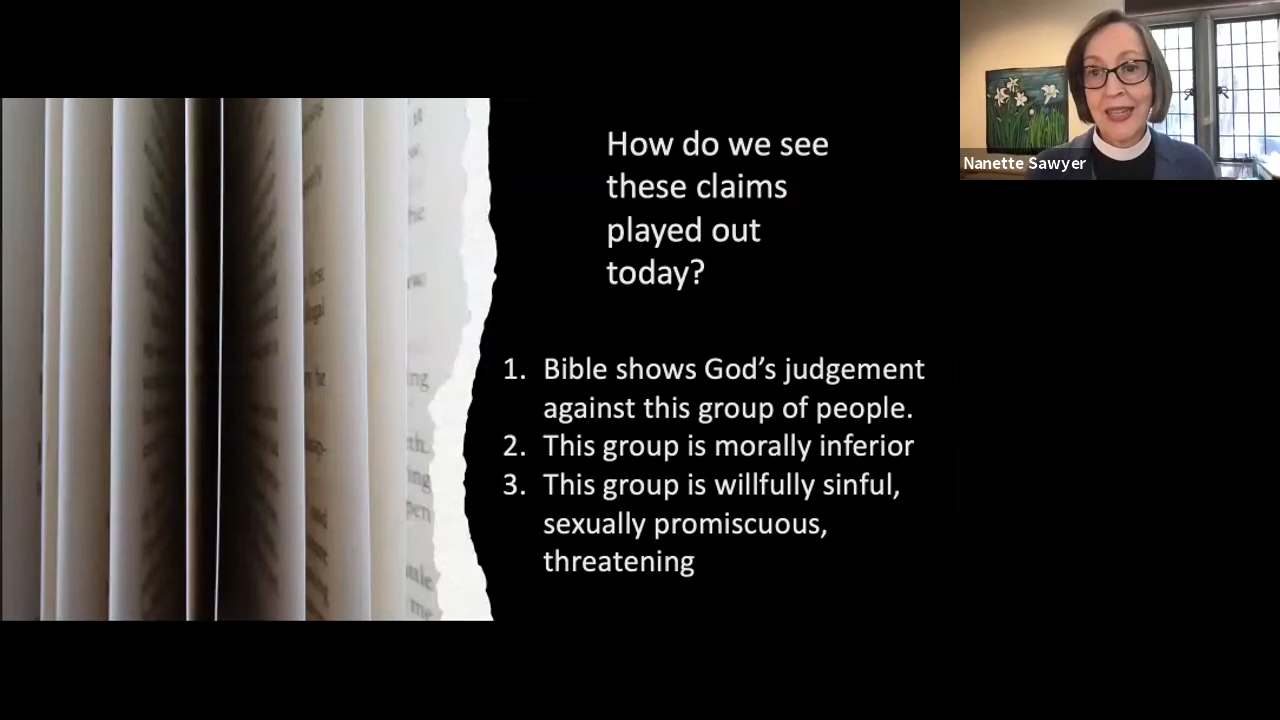 How do we see
these claims
played out
today?
1. Bible shows God's judgement
against this group of people.
2. This group is morally inferior
3. This group is willfully sinful,
sexually promiscuous,
threatening
Nanette Sawyer